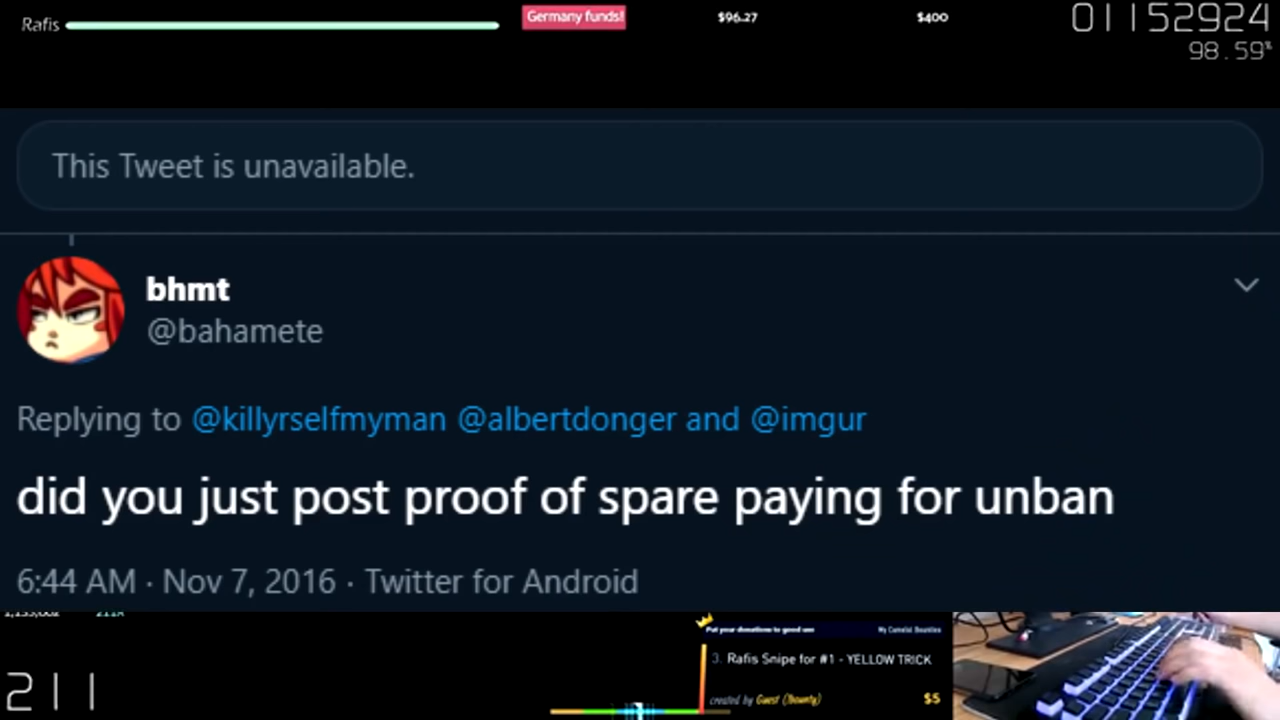 Rafis
Germany funds!
$96.27
$400
01152924
98.59%
This Tweet is unavailable.
bhmt
@bahamete
Replying to @killyrselfmyman @albertdonger and @imgur
did you just post proof of spare paying for unban
6:44 AM · Nov 7, 2016 · Twitter for Android
211x
Put your donations to good use
My Camelot Bounties
3. Rafis Snipe for #1 - YELLOW TRICK
created by Guest (Bounty)
$5
211